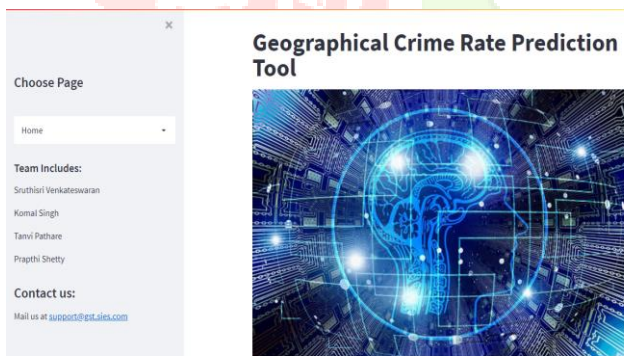 ×
Choose Page
Home
Team Includes:
Sruthisri Venkateswaran
Komal Singh
Tanvi Pathare
Prapthi Shetty
Contact us:
Mail us at support@gst.sies.com
Geographical Crime Rate Prediction
Tool